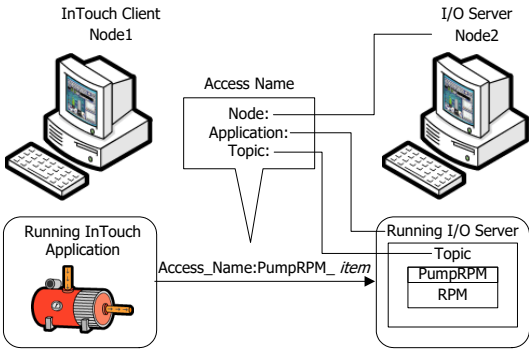 InTouch Client
Node1
I/O Server
Node2
Access Name
Node:
Application:
Topic:
Running InTouch
Application
Access_Name:PumpRPM_ item
Running I/O Server
Topic
PumpRPM
RPM